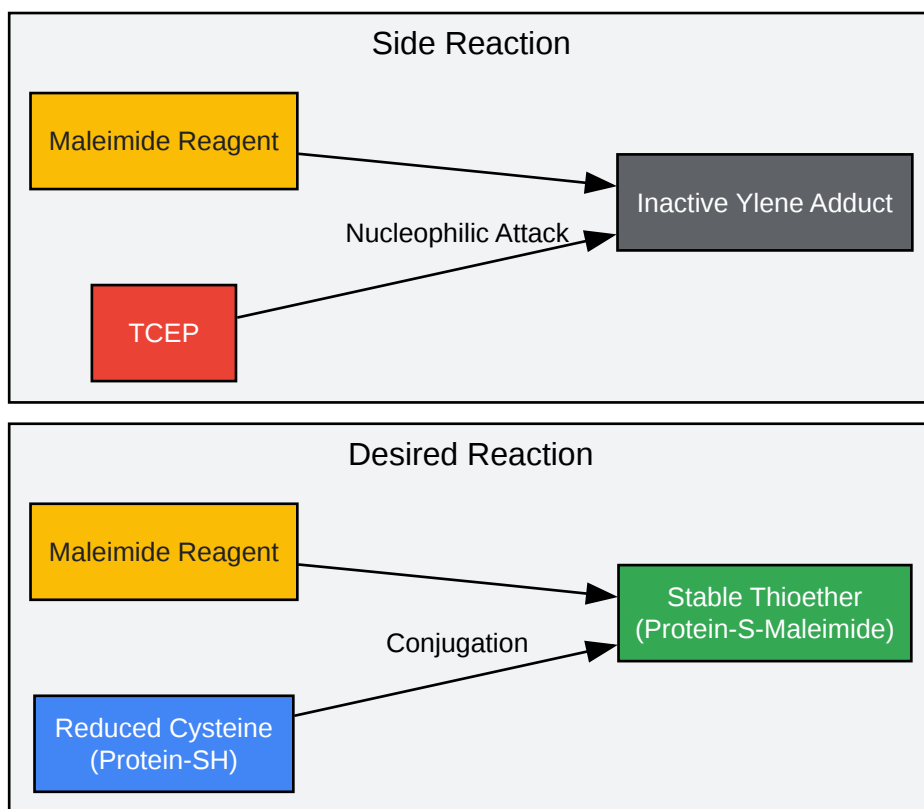 Side Reaction
Maleimide Reagent
Inactive Ylene Adduct
Nucleophilic Attack
TCEP
Desired Reaction
Maleimide Reagent
Stable Thioether
(Protein-S-Maleimide)
Conjugation
Reduced Cysteine
(Protein-SH)